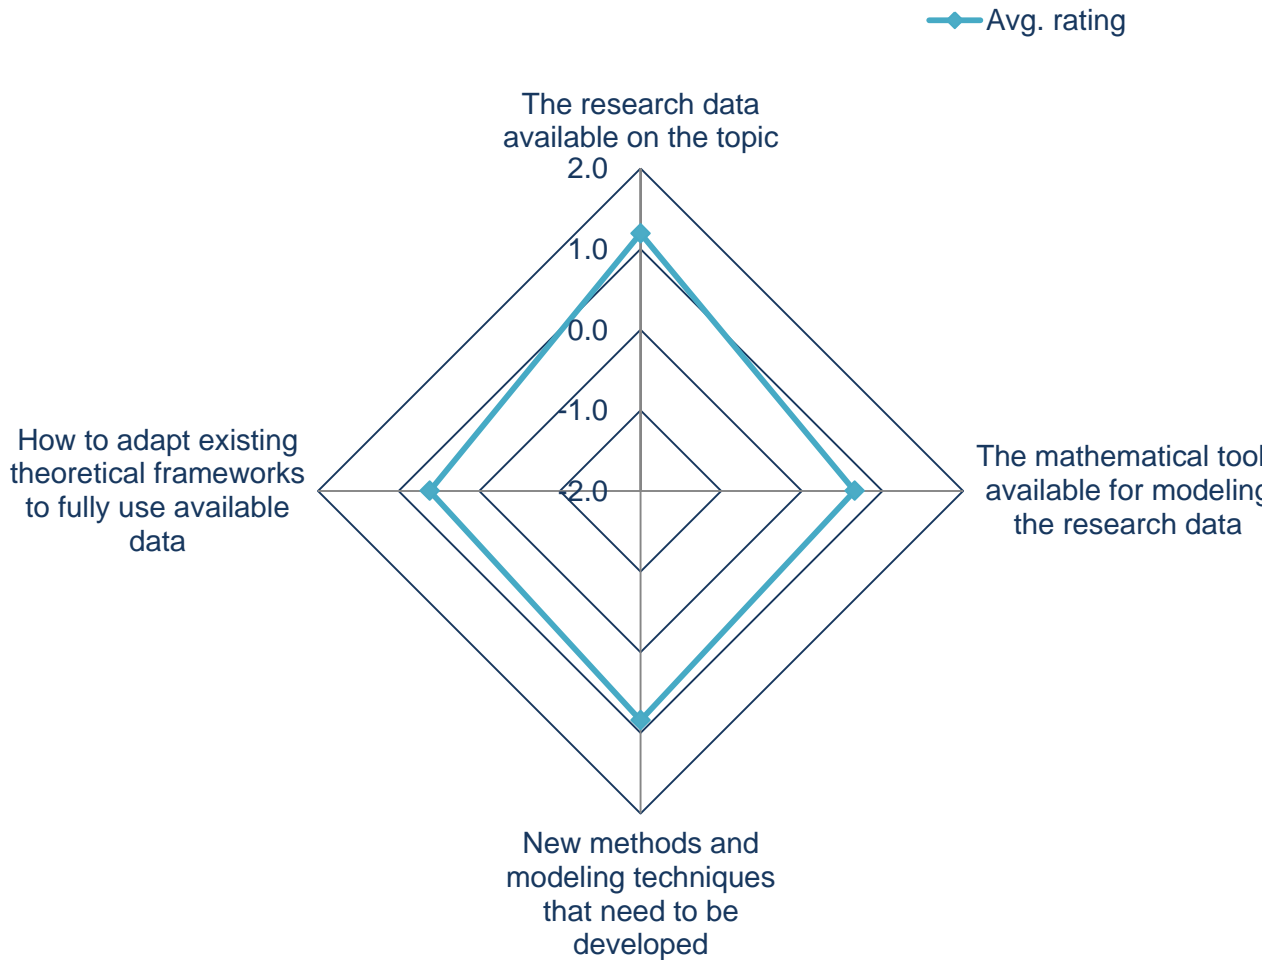 Avg. rating
The research data
available on the topic
2.0
1.0
0.0
-1.0
-2.0
How to adapt existing
theoretical frameworks
to fully use available
data
The mathematical tool
available for modeling
the research data
New methods and
modeling techniques
that need to be
developed